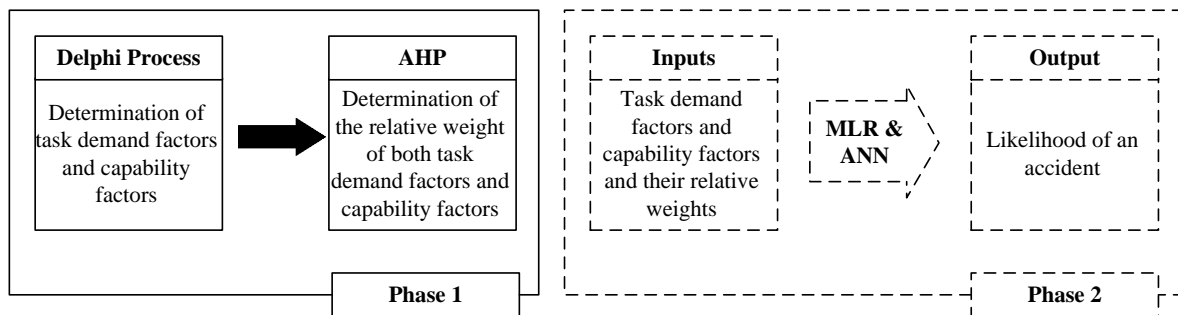 Delphi Process
Determination of
task demand factors
and capability
factors
AHP
Determination of
the relative weight
of both task
demand factors and
capability factors
Phase 1
Inputs
Task demand
factors and
capability factors
and their relative
weights
MLR &
ANN
Output
Likelihood of an
accident
Phase 2